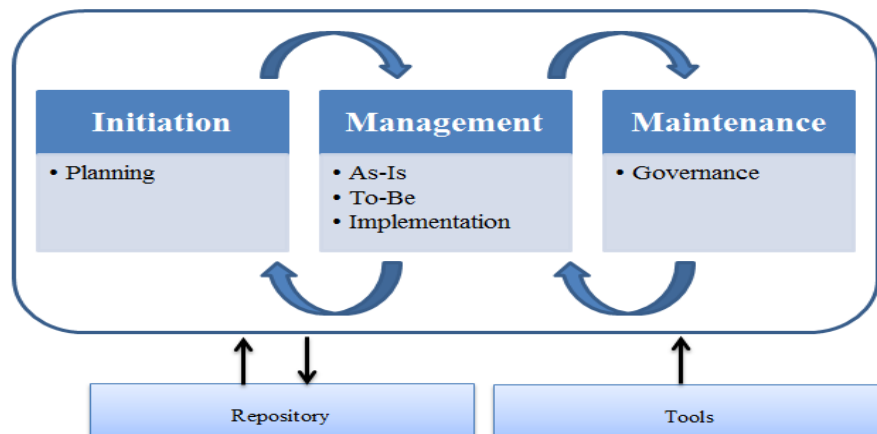 Initiation
• Planning
Management
• As-Is
• To-Be
• Implementation
Maintenance
• Governance
Repository
Tools